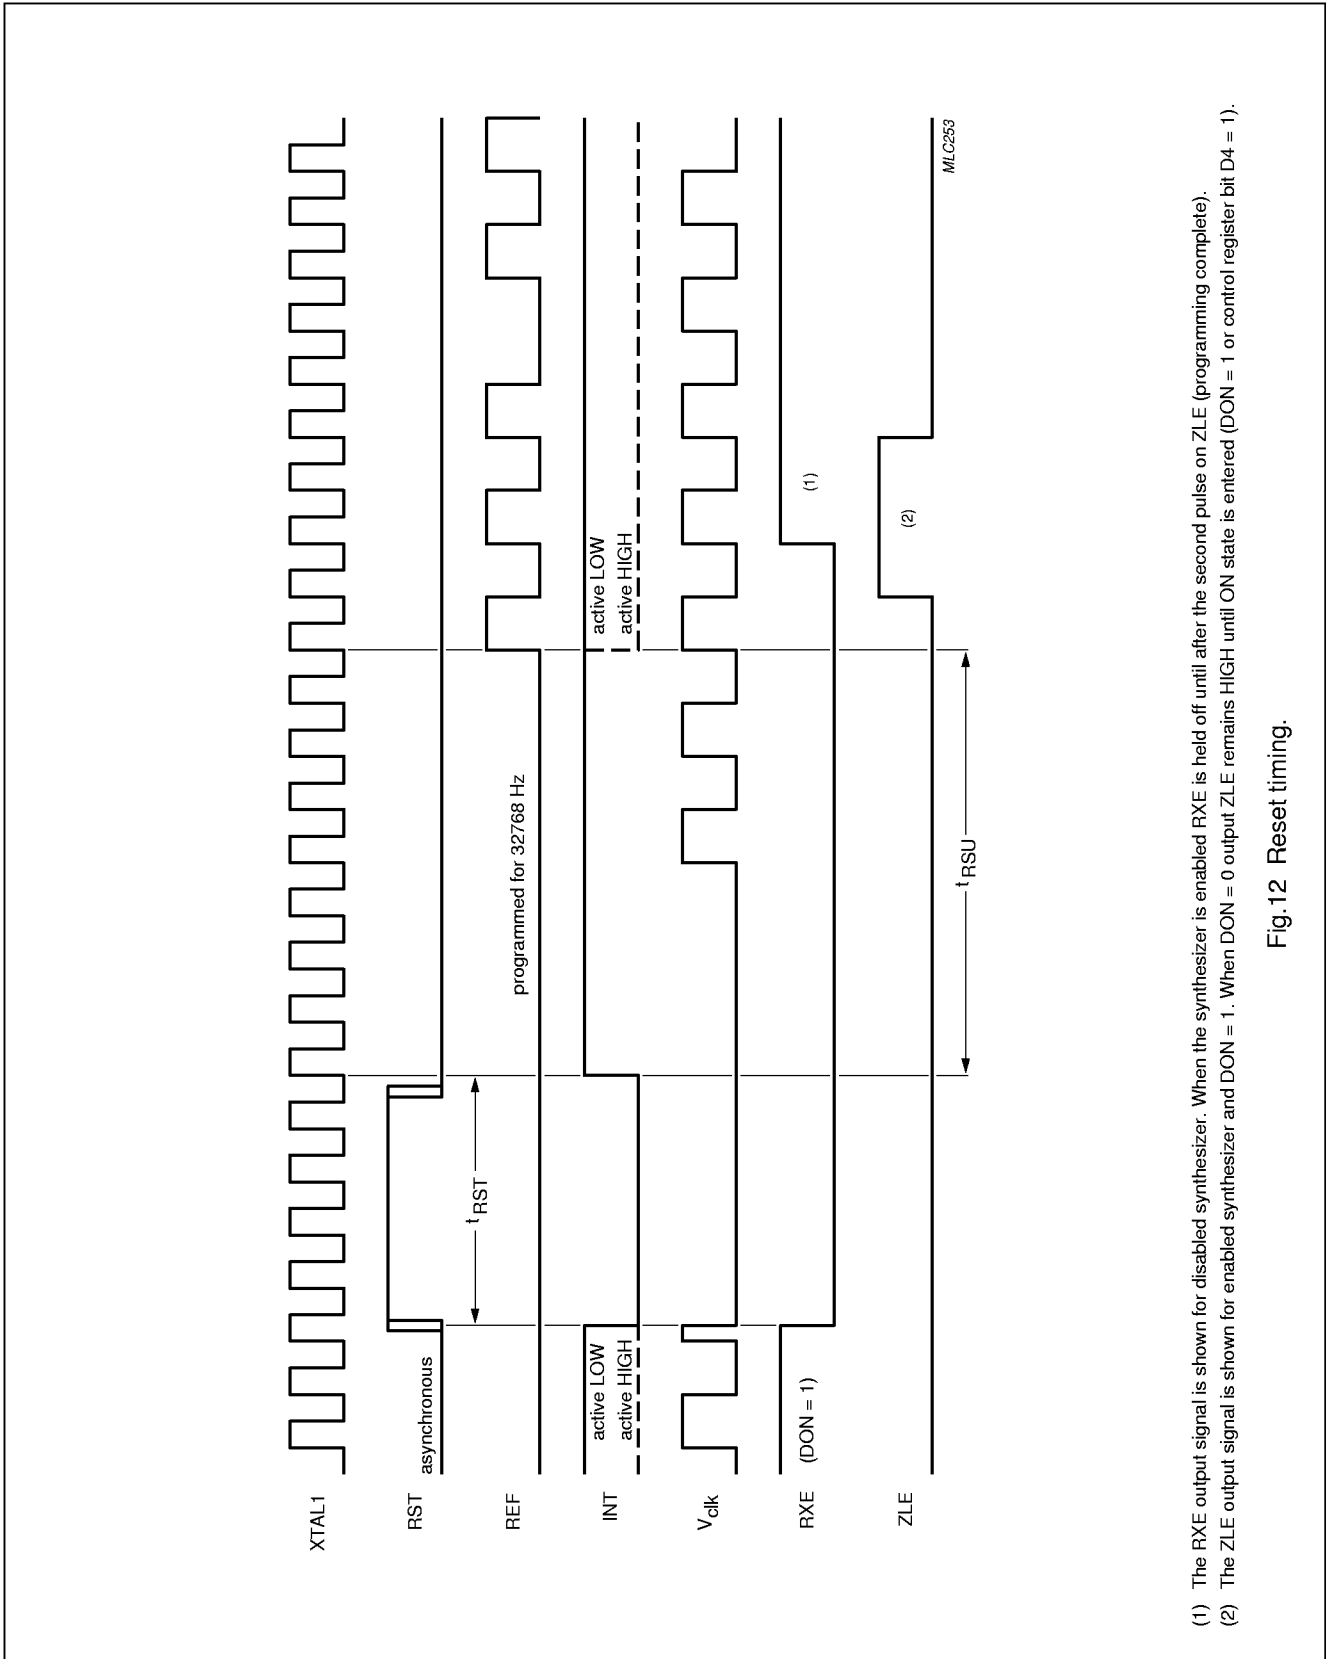 XTAL1
RST
asynchronous
tRST
REF
programmed for 32768 Hz
INT
active LOW
active HIGH
active LOW
active HIGH
Vclk
RXE
(DON = 1)
(1)
ZLE
(2)
tRSU
MLC253
(1) The RXE output signal is shown for disabled synthesizer. When the synthesizer is enabled RXE is held off until after the second pulse on ZLE (programming complete).
(2) The ZLE output signal is shown for enabled synthesizer and DON = 1. When DON = 0 output ZLE remains HIGH until ON state is entered (DON = 1 or control register bit D4 = 1).
Fig.12 Reset timing.